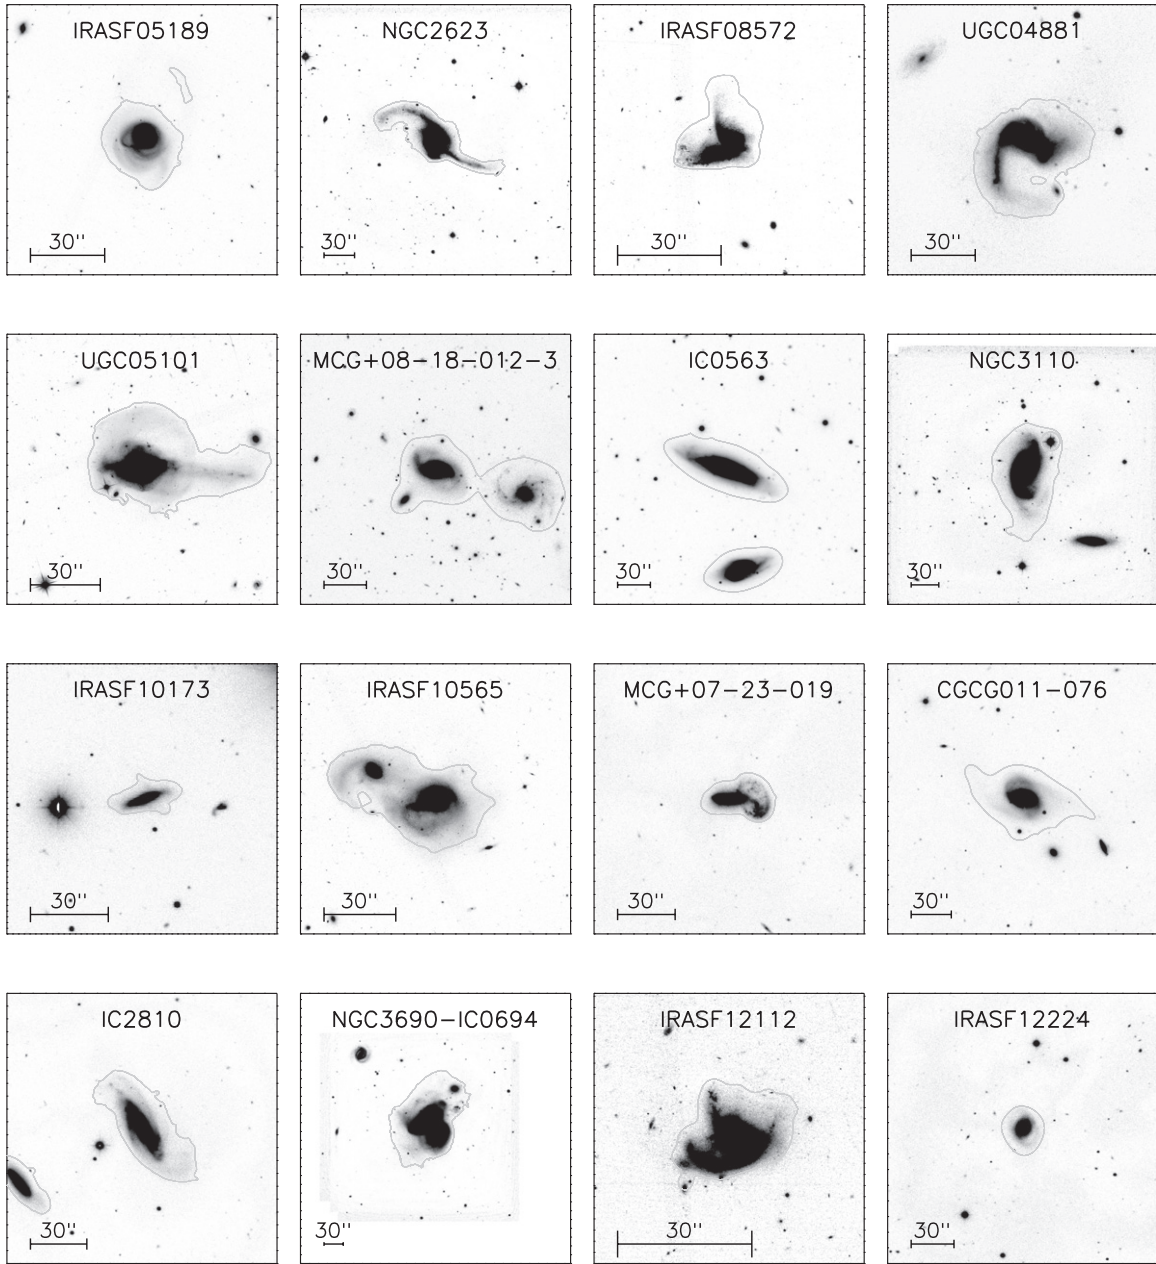 IRASF05189
30''
NGC2623
30''
IRASF08572
30''
UGC04881
30''
UGC05101
30''
MCG+08-18-012-3
30''
IC0563
30''
NGC3110
30''
IRASF10173
30''
IRASF10565
30''
MCG+07-23-019
30''
CGCG011-076
30''
IC2810
30''
NGC3690-IC0694
30''
IRASF12112
30''
IRASF12224
30''